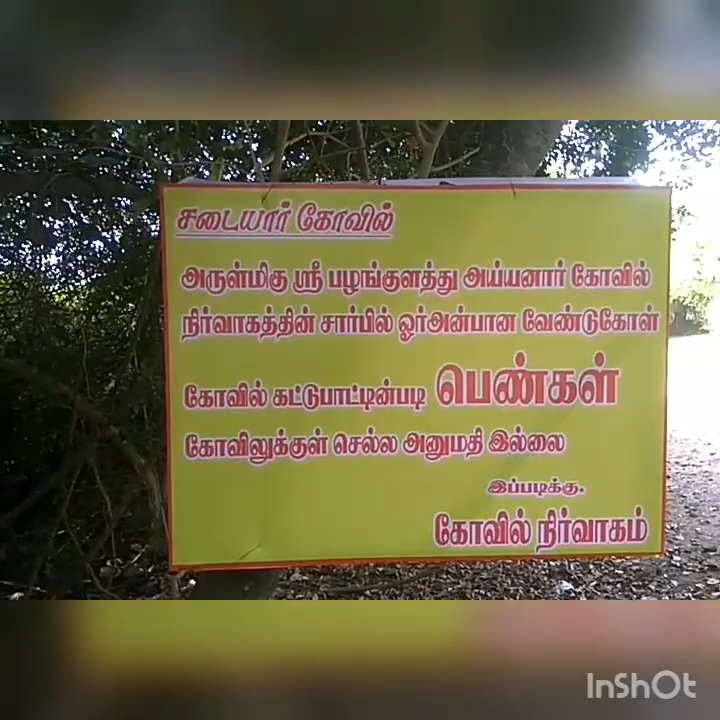 சடையார் கோவில்
அருள்மிகு ஸ்ரீ பழங்குளத்து அய்யனார் கோவில்
நிர்வாகத்தின் சார்பில் ஓர்அன்பான வேண்டுகோள்
கோவில் கட்டுபாட்டின்படி பெண்கள்
கோவிலுக்குள் செல்ல அனுமதி இல்லை
இப்படிக்கு.
கோவில் நிர்வாகம்
InShOt